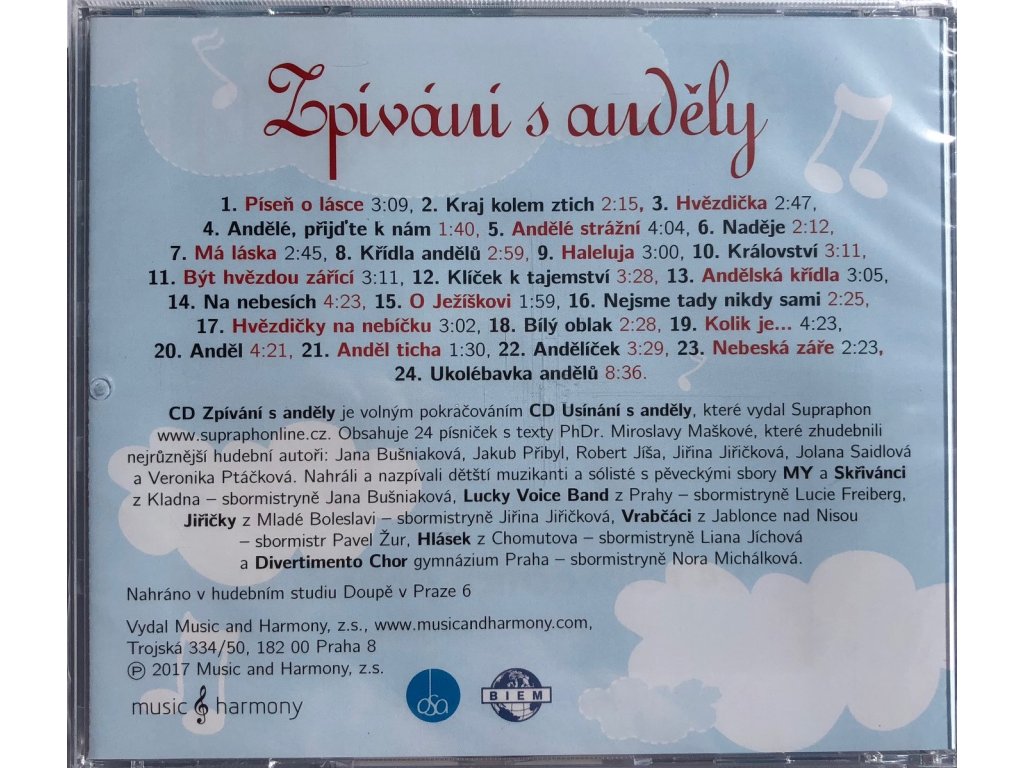 Zpívání s anděly
1. Píseň o lásce 3:09, 2. Kraj kolem ztich 2:15, 3. Hvězdička 2:47,
4. Andělé, přijďte k nám 1:40, 5. Andělé strážní 4:04, 6. Naděje 2:12,
7. Má láska 2:45, 8. Křídla andělů 2:59, 9. Haleluja 3:00, 10. Království 3:11,
11. Být hvězdou zářící 3:11, 12. Klíček k tajemství 3:28, 13. Andělská křídla 3:05,
14. Na nebesích 4:23, 15. O Ježíškovi 1:59, 16. Nejsme tady nikdy sami 2:25,
17. Hvězdičky na nebíčku 3:02, 18. Bílý oblak 2:28, 19. Kolik je... 4:23,
20. Anděl 4:21, 21. Anděl ticha 1:30, 22. Andělíček 3:29, 23. Nebeská záře 2:23,
24. Ukolébavka andělů 8:36.
CD Zpívání s anděly je volným pokračováním CD Usínání s anděly, které vydal Supraphon
www.supraphonline.cz. Obsahuje 24 písniček s texty PhDr. Miroslavy Maškové, které zhudebnili
nejrůznější hudební autoři: Jana Bušniaková, Jakub Přibyl, Robert Jíša, Jiřina Jiřičková, Jolana Saidlová
a Veronika Ptáčková. Nahráli a nazpívali dětští muzikanti a sólisté s pěveckými sbory MY a Skřivánci
z Kladna – sbormistryně Jana Bušniaková, Lucky Voice Band z Prahy – sbormistryně Lucie Freiberg,
Jiřičky z Mladé Boleslavi – sbormistryně Jiřina Jiřičková, Vrabčáci z Jablonce nad Nisou
– sbormistr Pavel Žur, Hlásek z Chomutova – sbormistryně Liana Jíchová
a Divertimento Chor gymnázium Praha – sbormistryně Nora Michálková.
Nahráno v hudebním studiu Doupě v Praze 6
Vydal Music and Harmony, z.s., www.musicandharmony.com,
Trojská 334/50, 182 00 Praha 8
℗ 2017 Music and Harmony, z.s.
music harmony
osa
BIEM